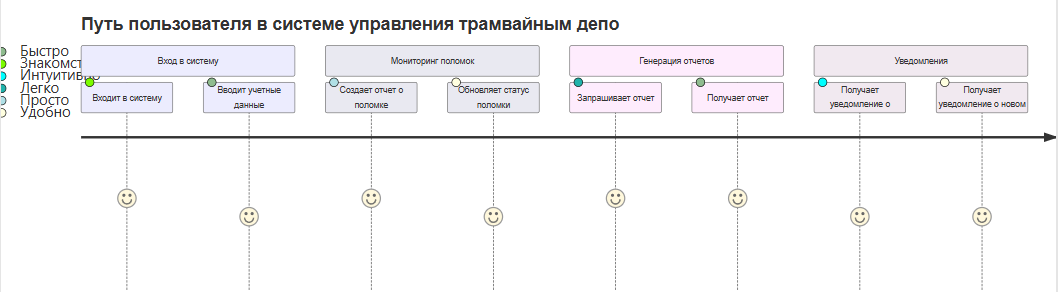 Путь пользователя в системе управления трамвайным депо
Быстро
Знакомст
Интуитивно
Легко
Просто
Удобно
Вход в систему
Мониторинг поломок
Генерация отчетов
Уведомления
Входит в систему
Вводит учетные
данные
Создает отчет о
поломке
Обновляет статус
поломки
Запрашивает отчет
Получает отчет
Получает
уведомление о
Получает
уведомление о новом